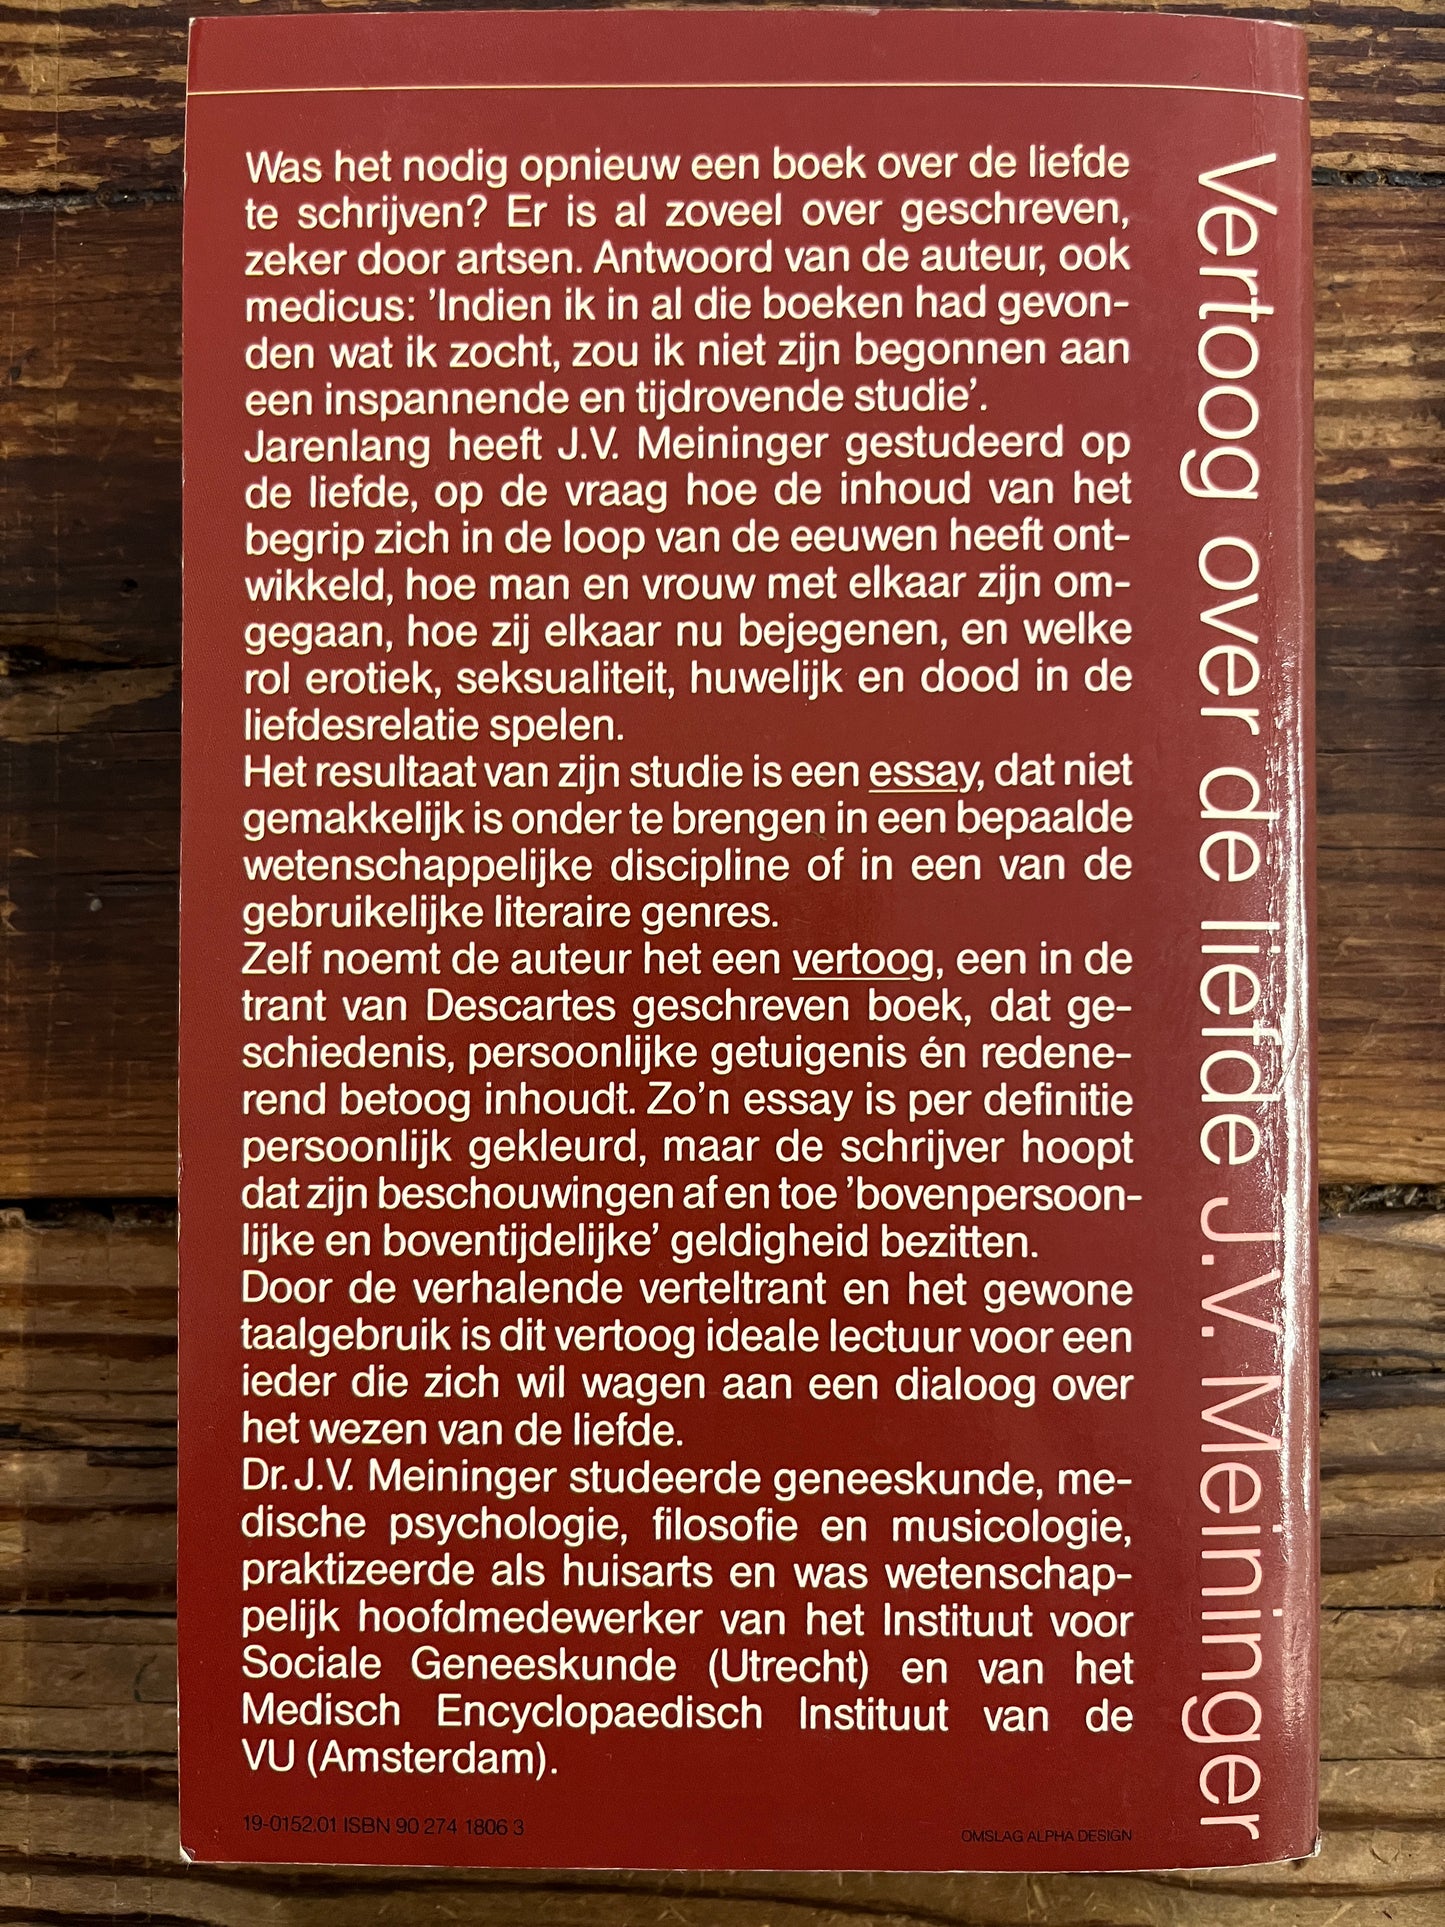 Was het nodig opnieuw een boek over de liefde
te schrijven? Er is al zoveel over geschreven,
zeker door artsen. Antwoord van de auteur, ook
medicus: ’Indien ik in al die boeken had gevon-
den wat ik zocht, zou ik niet zijn begonnen aan
een inspannende en tijdrovende studie’.
Jarenlang heeft J.V. Meininger gestudeerd op
de liefde, op de vraag hoe de inhoud van het
begrip zich in de loop van de eeuwen heeft ont-
wikkeld, hoe man en vrouw met elkaar zijn om-
gegaan, hoe zij elkaar nu bejegenen, en welke
rol erotiek, seksualiteit, huwelijk en dood in de
liefdesrelatie spelen.
Het resultaat van zijn studie is een essay, dat niet
gemakkelijk is onder te brengen in een bepaalde
wetenschappelijke discipline of in een van de
gebruikelijke literaire genres.
Zelf noemt de auteur het een vertoog, een in de
trant van Descartes geschreven boek, dat ge-
schiedenis, persoonlijke getuigenis én redene-
rend betoog inhoudt. Zo’n essay is per definitie
persoonlijk gekleurd, maar de schrijver hoopt
dat zijn beschouwingen af en toe ’bovenpersoon-
lijke en boventijdelijke’ geldigheid bezitten.
Door de verhalende verteltrant en het gewone
taalgebruik is dit vertoog ideale lectuur voor een
ieder die zich wil wagen aan een dialoog over
het wezen van de liefde.
Dr. J.V. Meininger studeerde geneeskunde, me-
dische psychologie, filosofie en musicologie,
praktizeerde als huisarts en was wetenschap-
pelijk hoofdmedewerker van het Instituut voor
Sociale Geneeskunde (Utrecht) en van het
Medisch Encyclopaedisch Instituut van de
VU (Amsterdam).
19-0152.01 ISBN 90 274 1806 3
OMSLAG ALPHA DESIGN
Vertoog over de liefde J.V. Meininger